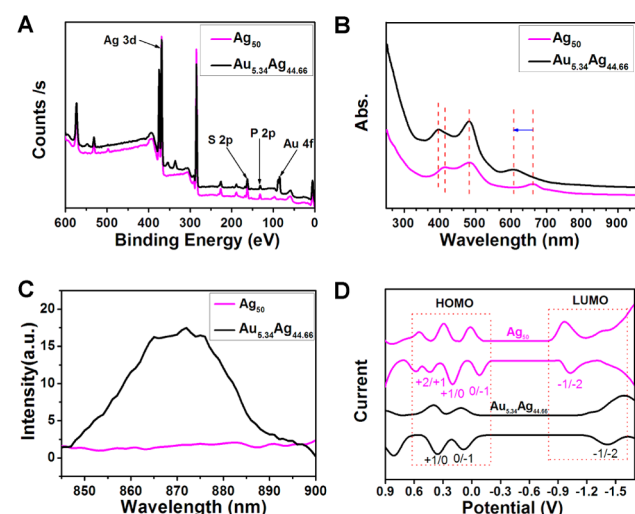 A
Ag 3d
Ag50
Au5.34Ag44.66
S 2p
P 2p
Au 4f
Counts /s
600 500 400 300 200 100 0
Binding Energy (eV)
B
Ag50
Au5.34Ag44.66
Abs.
300 400 500 600 700 800 900
Wavelength (nm)
C
Ag50
Au5.34Ag44.66
Intensity(a.u.)
25
20
15
10
5
0
850 860 870 880 890 900
Wavelength (nm)
D
HOMO
LUMO
Ag50
+2/+1
+1/0
0/-1
-1/-2
Au5.34Ag44.66
+1/0
0/-1
-1/-2
Current
0.9 0.6 0.3 0.0 -0.3 -0.6 -0.9 -1.2 -1.5
Potential (V)